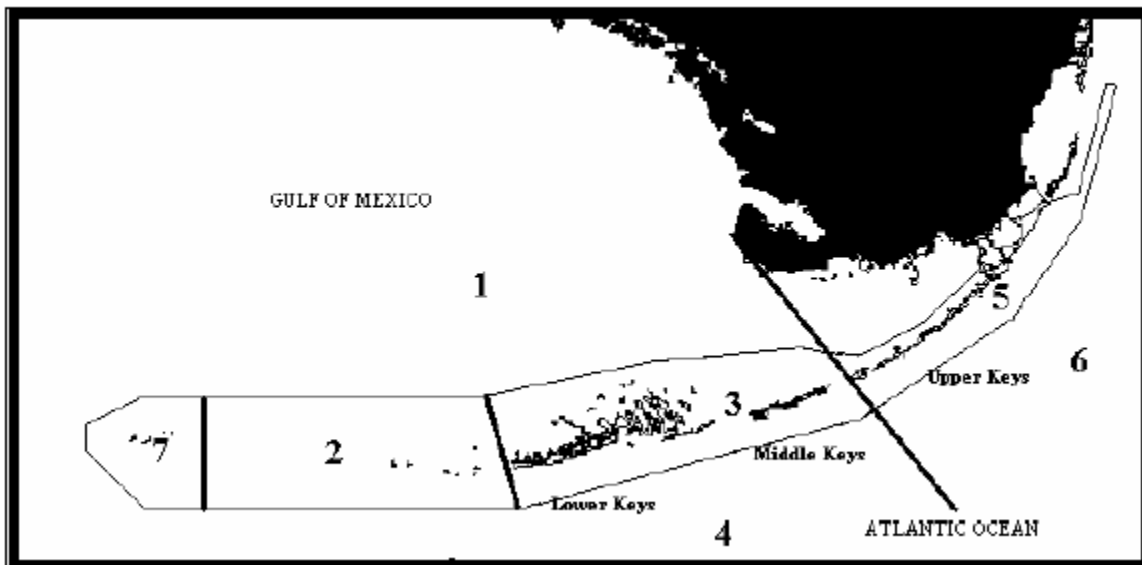 GULF OF MEXICO
1
5
6
Upper Keys
3
7
2
Middle Keys
Lower Keys
4
ATLANTIC OCEAN